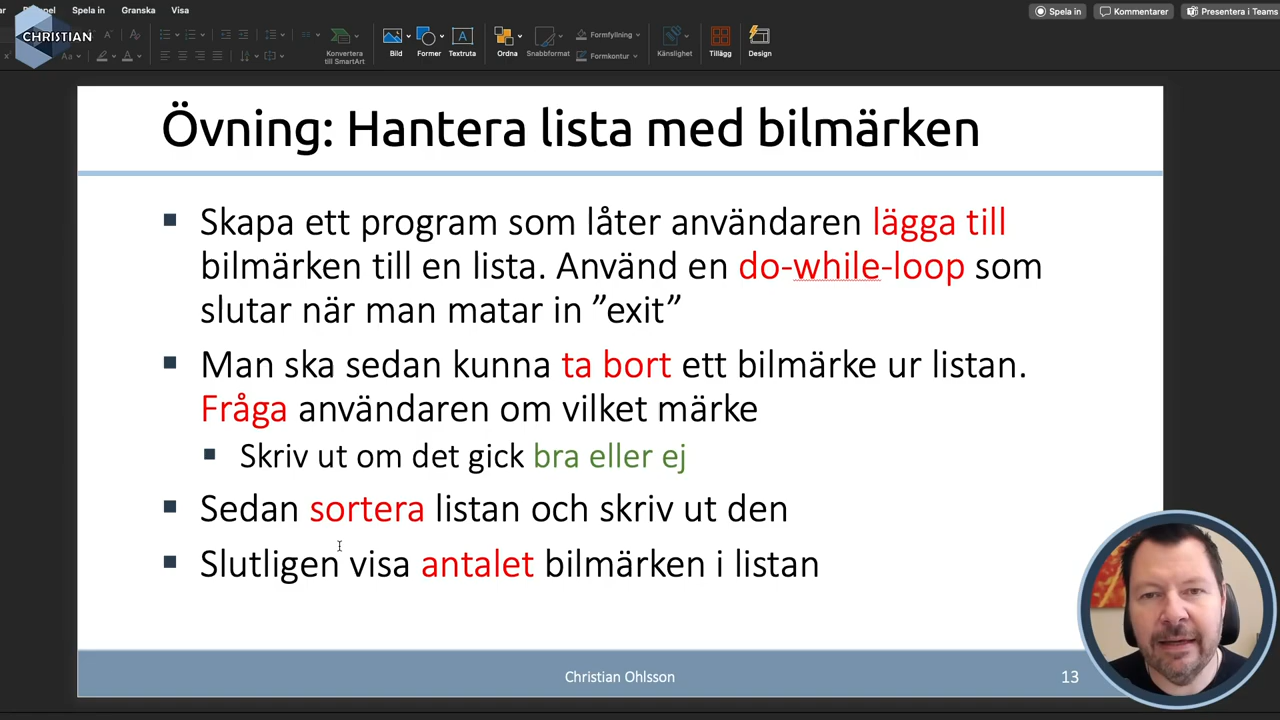 Spela in
Granska
Visa
Spela in
Kommentarer
Presentera i Teams
CHRISTIAN
Konvertera
till SmartArt
Bild
Former
Textruta
Ordna
Snabbformat
Formfyllning
Formkontur
Känslighet
Tillägg
Design
Övning: Hantera lista med bilmärken
Skapa ett program som låter användaren lägga till
bilmärken till en lista. Använd en do-while-loop som
slutar när man matar in ”exit”
Man ska sedan kunna ta bort ett bilmärke ur listan.
Fråga användaren om vilket märke
Skriv ut om det gick bra eller ej
Sedan sortera listan och skriv ut den
Slutligen visa antalet bilmärken i listan
Christian Ohlsson
13